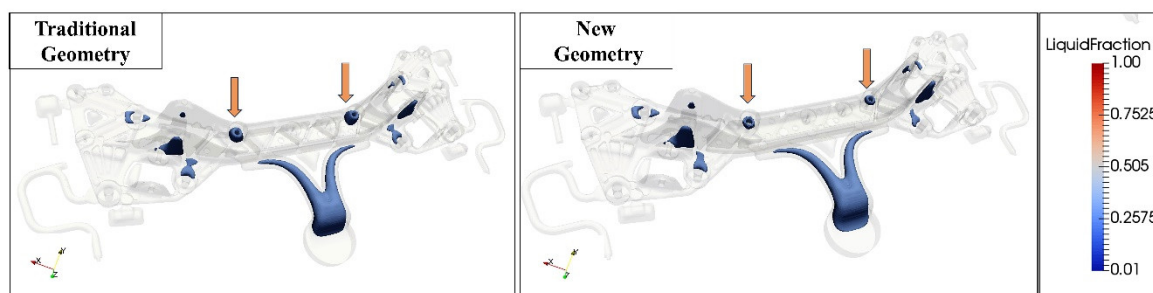 Traditional
Geometry
New
Geometry
LiquidFraction
1.00
0.7525
0.505
0.2575
0.01
X
Y
Z
X
Y
Z